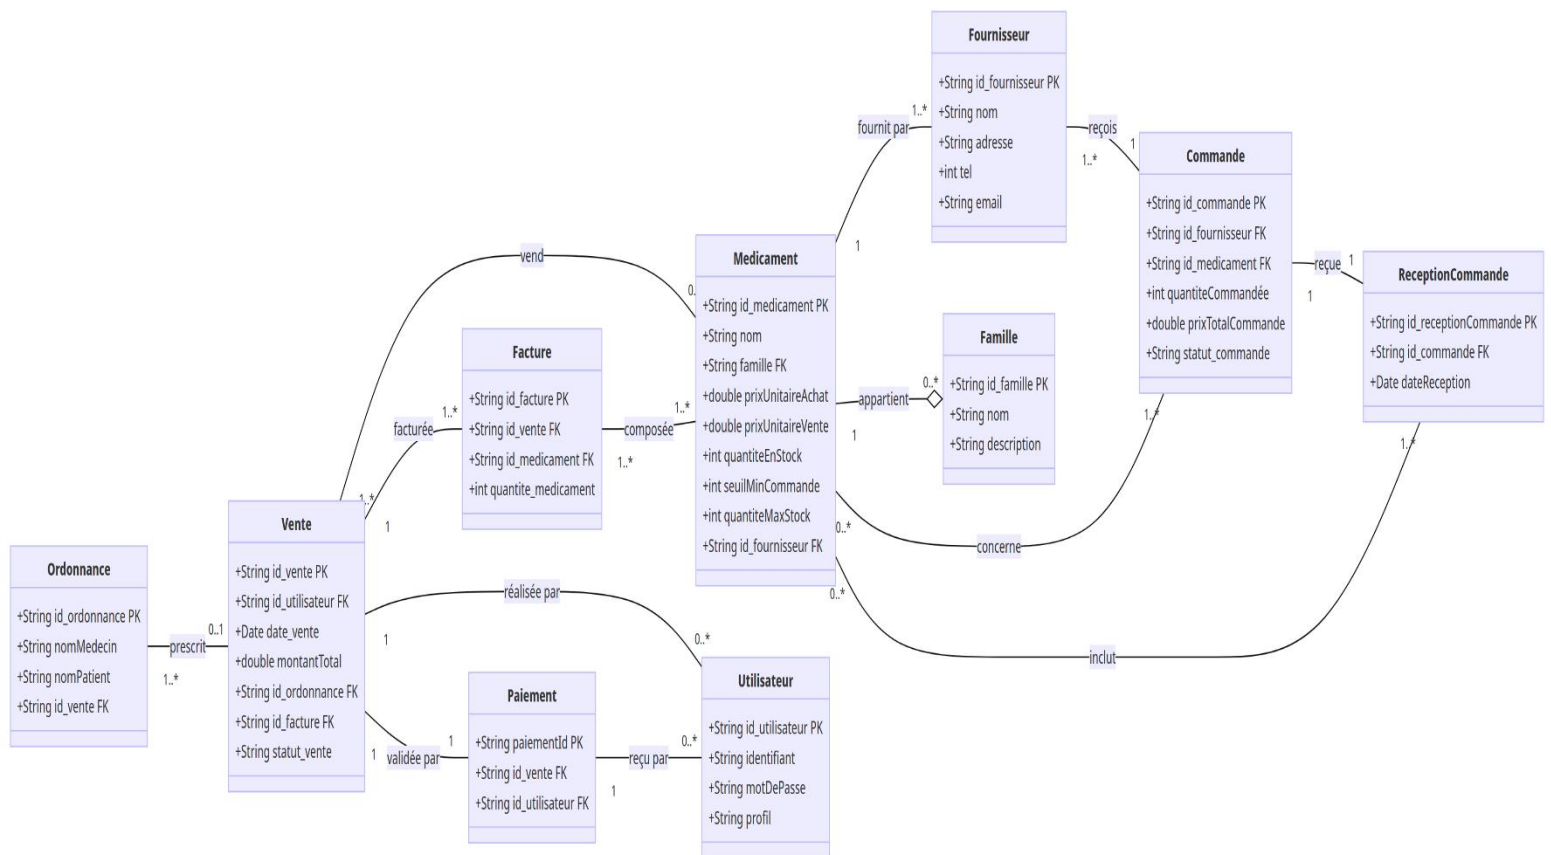 Fournisseur
+String id_fournisseur PK
+String nom
+String adresse
+int tel
+String email
fournit par
1..*
1
reçois
1
1..*
Commande
+String id_commande PK
+String id_fournisseur FK
+String id_medicament FK
+int quantiteCommandée
+double prixTotalCommande
+String statut_commande
reçue
1
1
ReceptionCommande
+String id_receptionCommande PK
+String id_commande FK
+Date dateReception
vend
0.
1..*
Medicament
+String id_medicament PK
+String nom
+String famille FK
+double prixUnitaireAchat
+double prixUnitaireVente
+int quantiteEnStock
+int seuilMinCommande
+int quantiteMaxStock
+String id_fournisseur FK
Famille
+String id_famille PK
+String nom
+String description
appartient
0..*
1
Facture
+String id_facture PK
+String id_vente FK
+String id_medicament FK
+int quantite_medicament
facturée
1..*
1
composée
1..*
1..*
concerne
1..*
0..*
inclut
1..*
0..*
Vente
+String id_vente PK
+String id_utilisateur FK
+Date date_vente
+double montantTotal
+String id_ordonnance FK
+String id_facture FK
+String statut_vente
Ordonnance
+String id_ordonnance PK
+String nomMedecin
+String nomPatient
+String id_vente FK
prescrit
0..1
1..*
réalisée par
1
0..*
Paiement
+String paiementId PK
+String id_vente FK
+String id_utilisateur FK
validée par
1
1
reçu par
0..*
1
Utilisateur
+String id_utilisateur PK
+String identifiant
+String motDePasse
+String profil